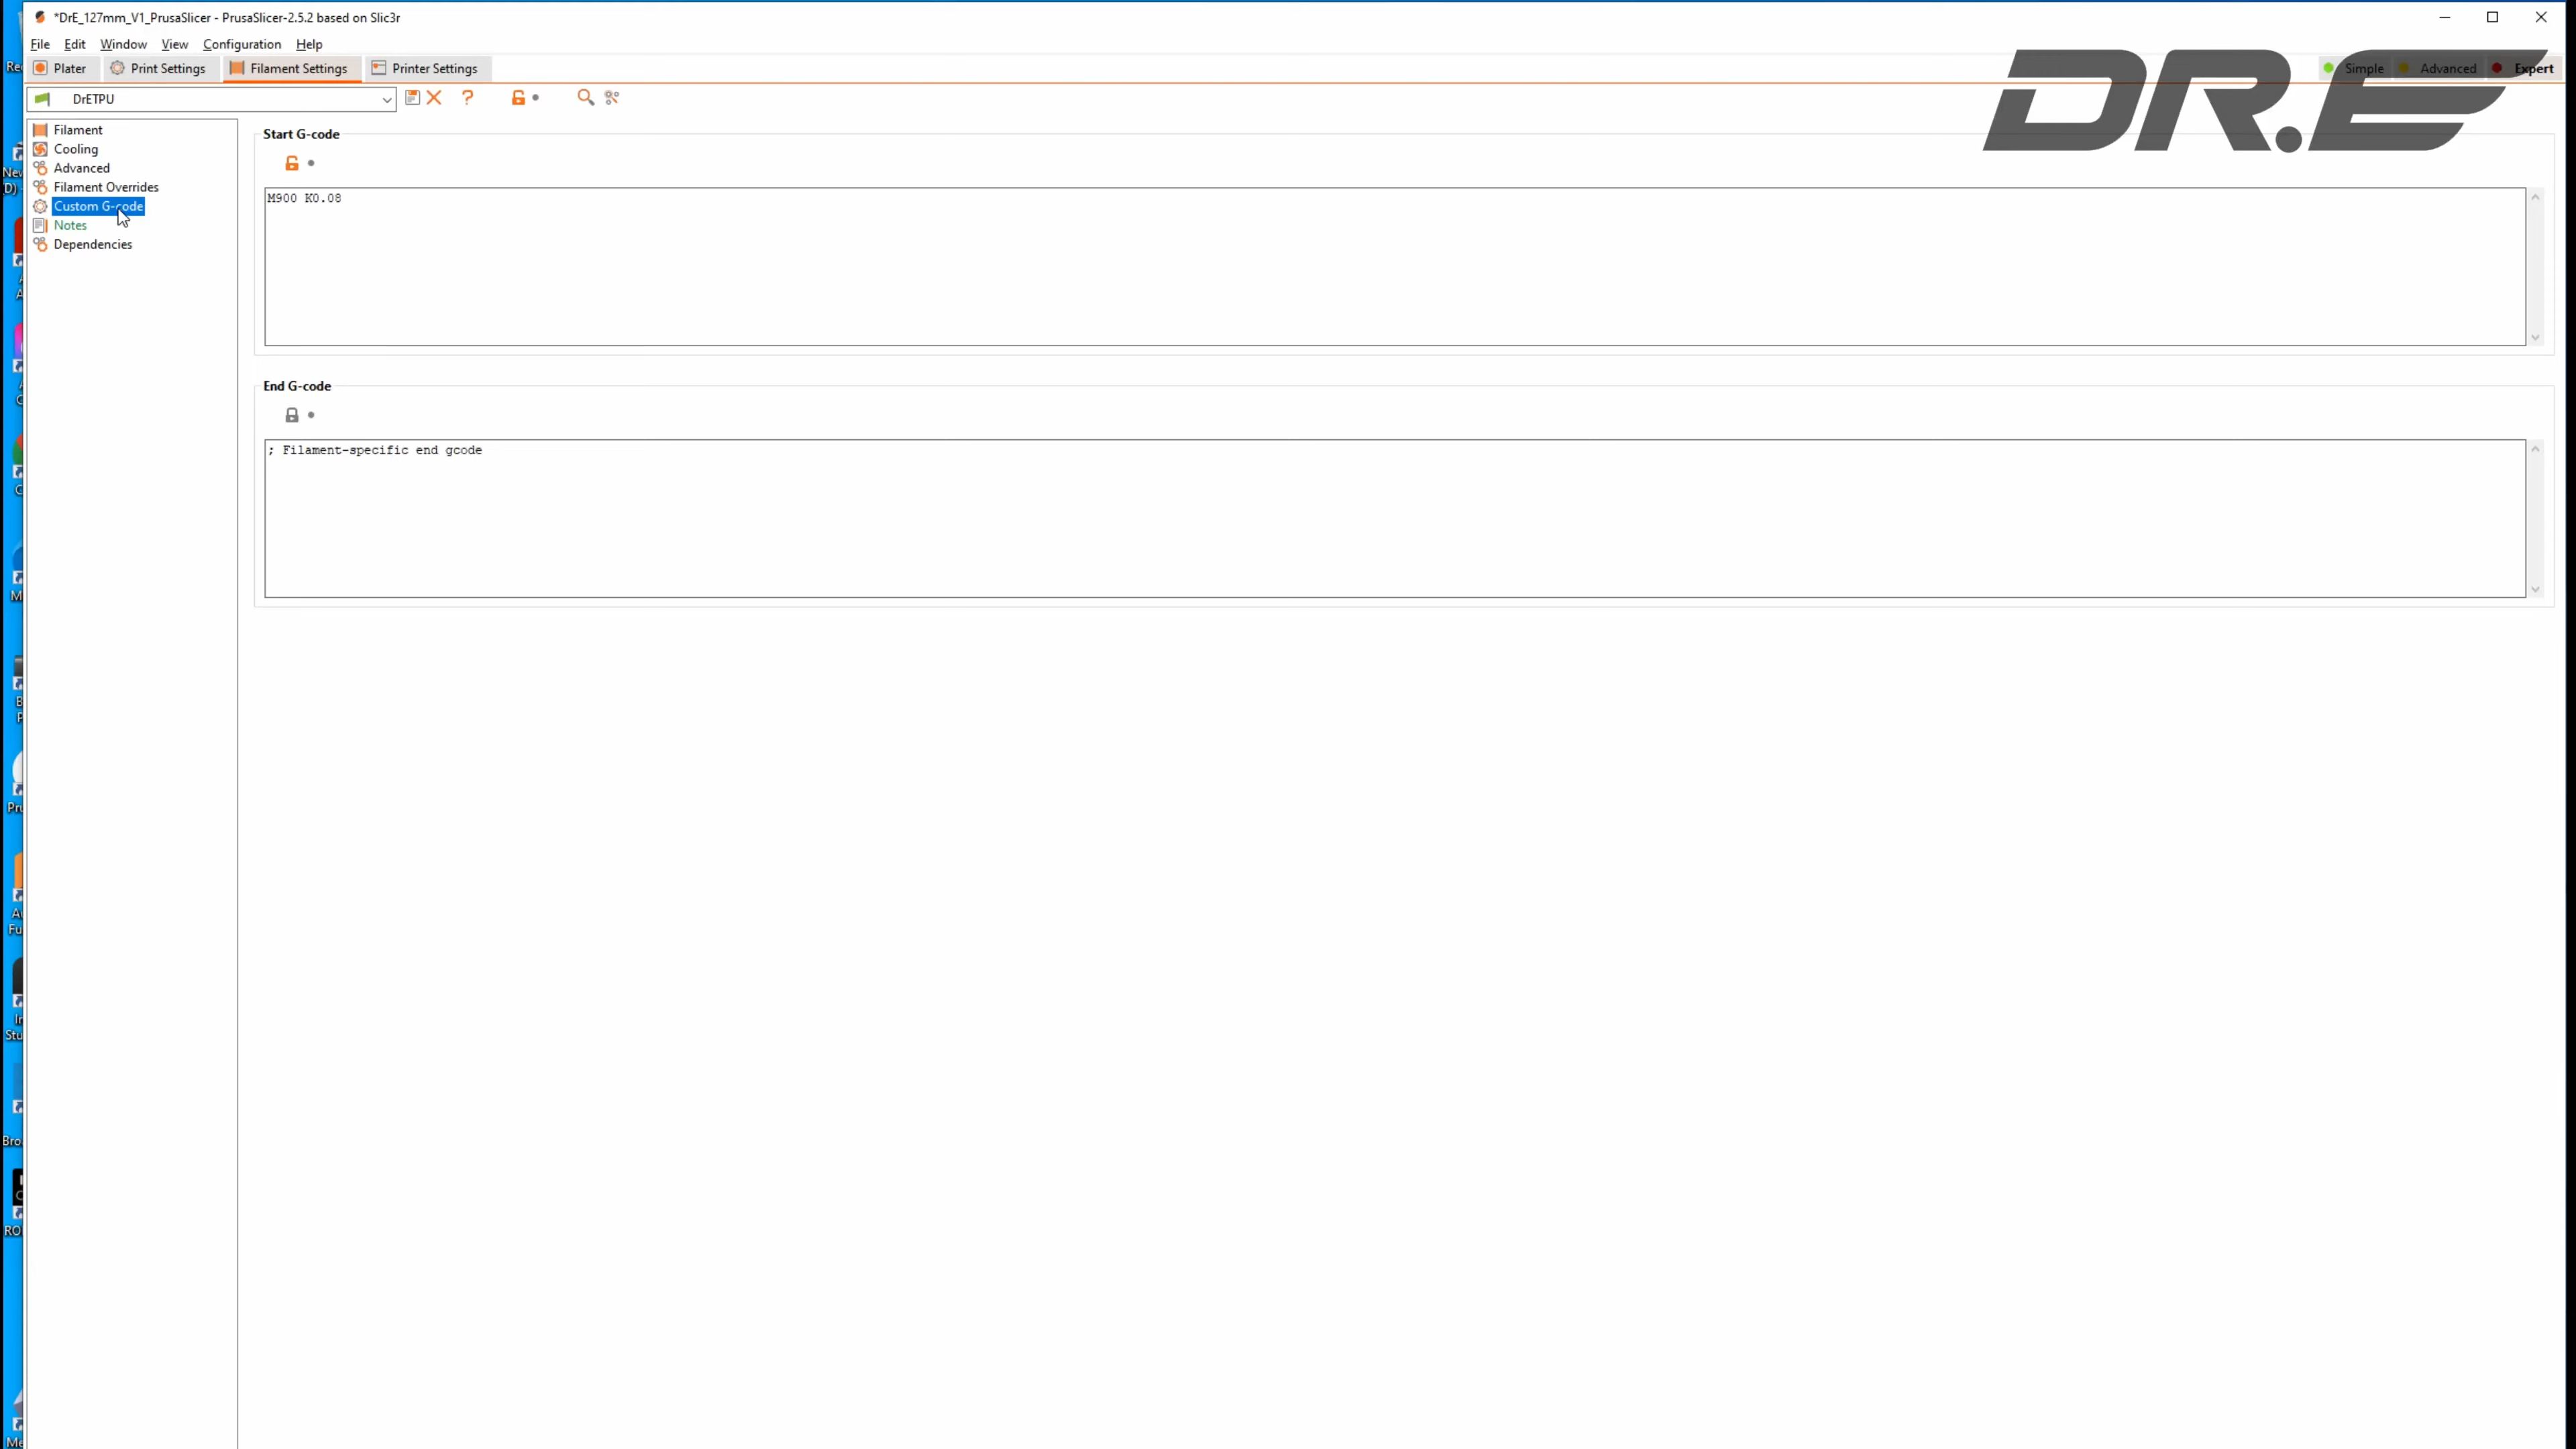 *DrE_127mm_V1_PrusaSlicer - PrusaSlicer-2.5.2 based on Slic3r
File Edit Window View Configuration Help
Plater Print Settings Filament Settings Printer Settings Simple Advanced Expert
DR.E
DrETPU
Filament
Cooling
Advanced
Filament Overrides
Custom G-code
Notes
Dependencies
Start G-code
M900 K0.08
End G-code
; Filament-specific end gcode